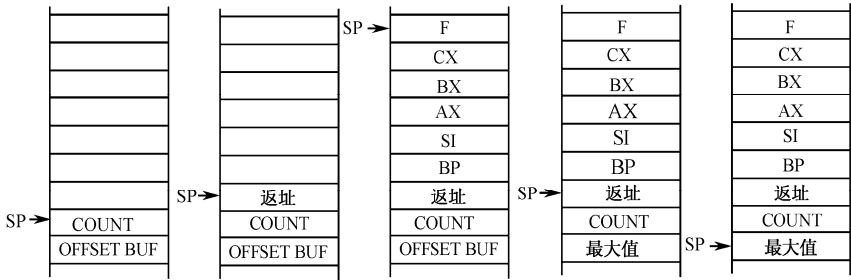 SP
COUNT
OFFSET BUF
SP
返址
COUNT
OFFSET BUF
SP
F
CX
BX
AX
SI
BP
返址
COUNT
OFFSET BUF
SP
F
CX
BX
AX
SI
BP
返址
COUNT
最大值
SP
F
CX
BX
AX
SI
BP
返址
COUNT
最大值